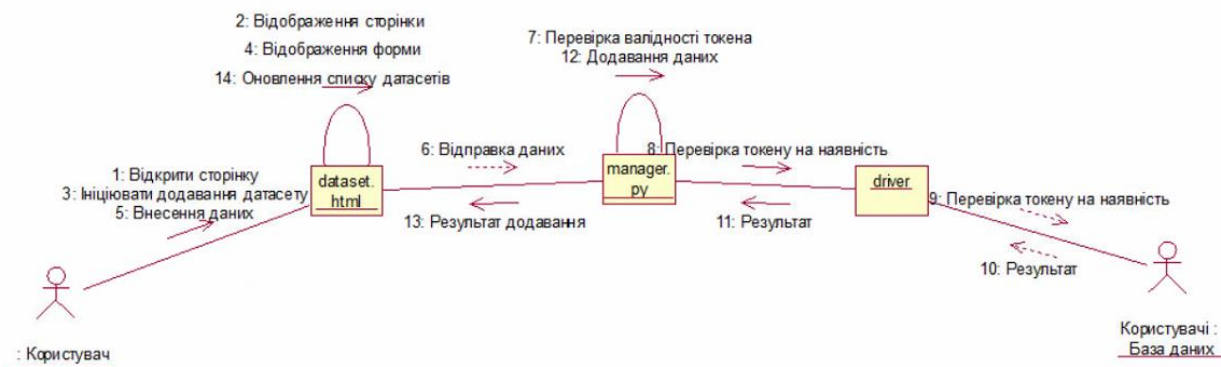 2: Відображення сторінки
4: Відображення форми
14: Оновлення списку датасетів
7: Перевірка валідності токена
12: Додавання даних
1: Відкрити сторінку
3: Ініціювати додавання датасету
5: Внесення даних
dataset.
html
6: Відправка даних
13: Результат додавання
manager.
py
8: Перевірка токену на наявність
11: Результат
driver
9: Перевірка токену на наявність
10: Результат
: Користувач
Користувачі :
База даних